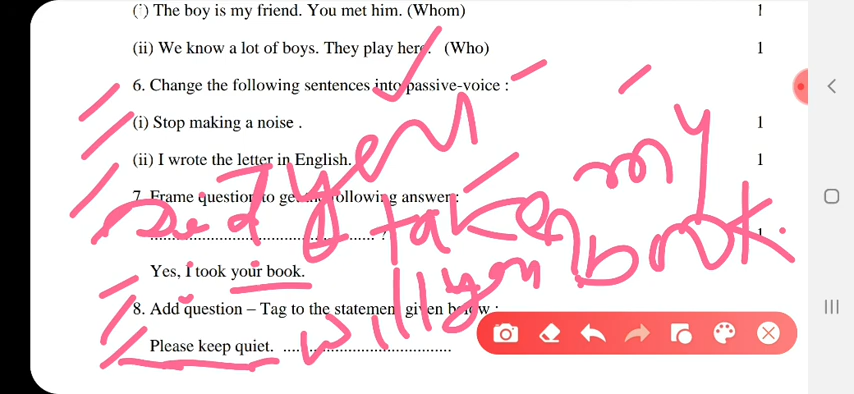 (i) The boy is my friend. You met him. (Whom) 1
(ii) We know a lot of boys. They play here. (Who) 1
6. Change the following sentences into passive-voice :
(i) Stop making a noise . 1
(ii) I wrote the letter in English. 1
7. Frame question to get the following answer: 
................................................ ? 1
Did you taken my book.
Yes, I took your book.
8. Add question – Tag to the statement given below :
Please keep quiet. ....................................
will you